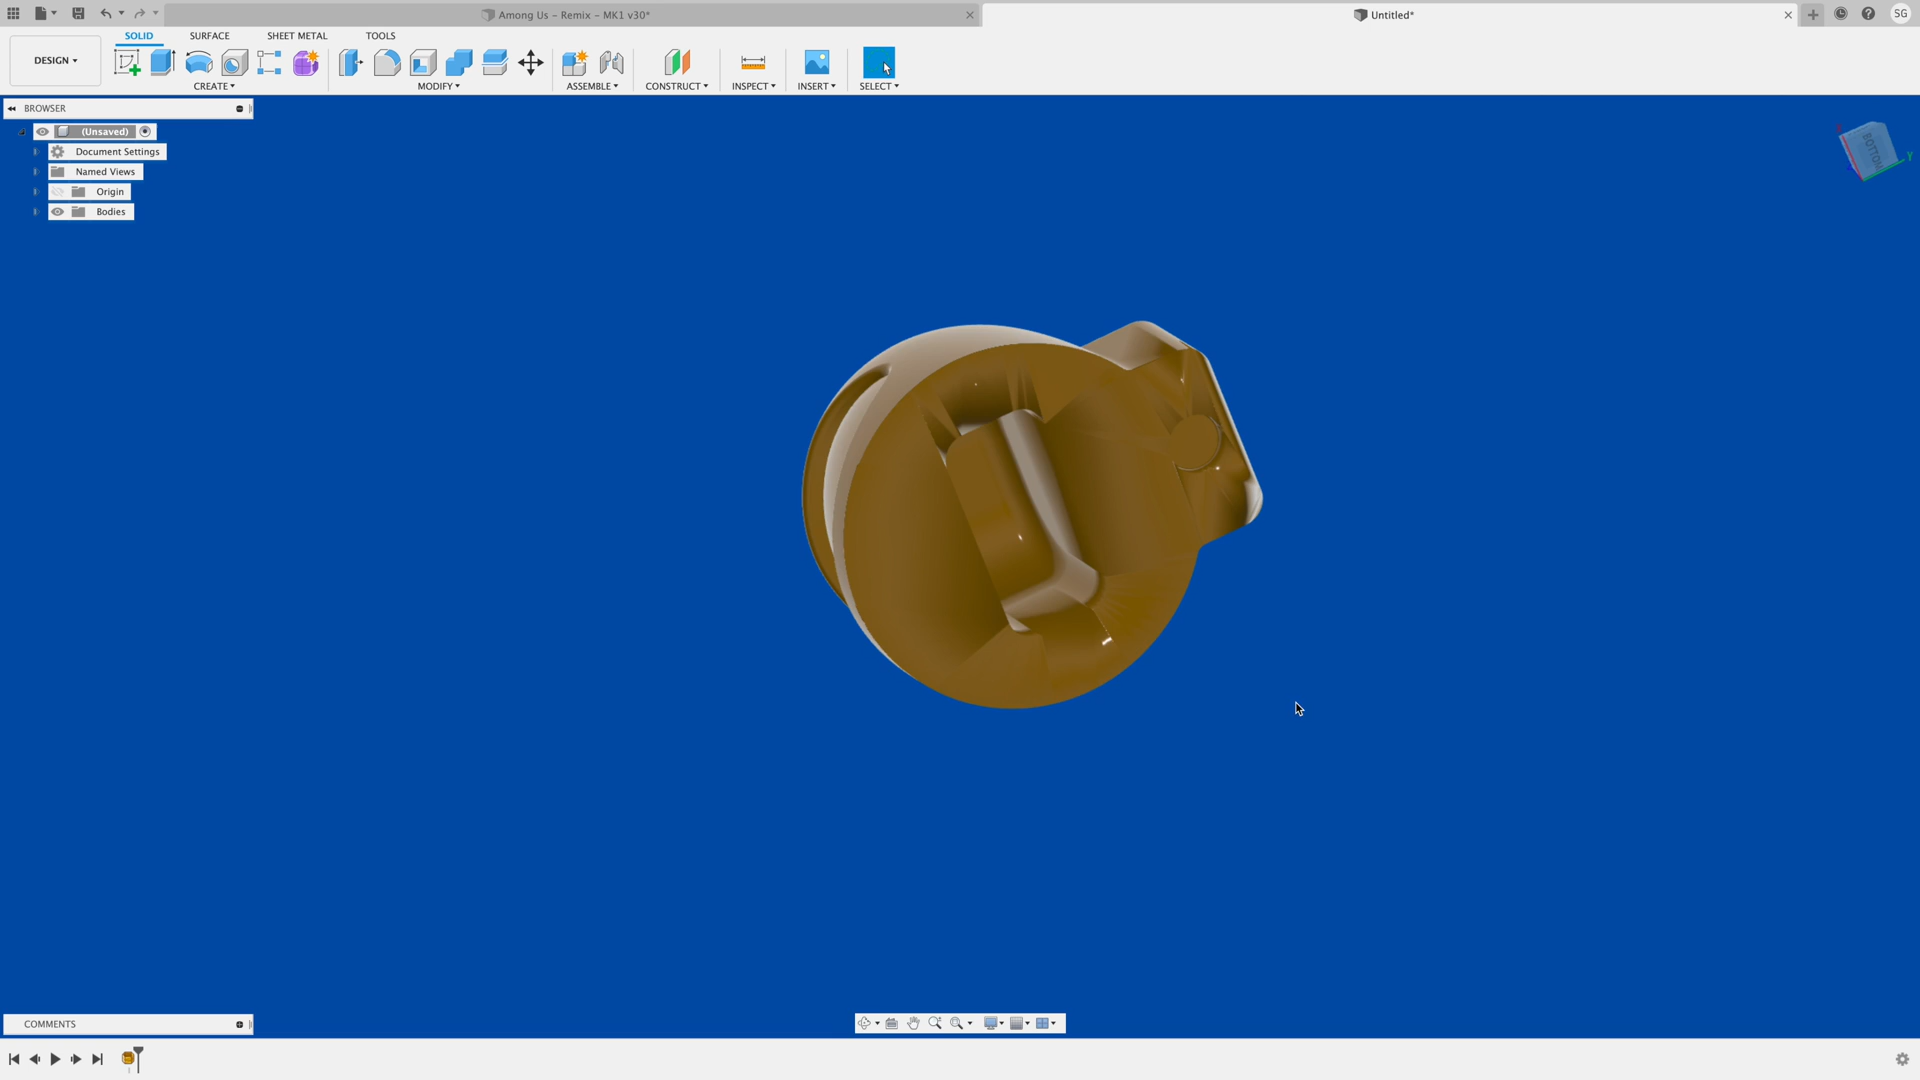 Among Us - Remix - MK1 v30*
Untitled*
SG
DESIGN
SOLID
SURFACE
SHEET METAL
TOOLS
CREATE
MODIFY
ASSEMBLE
CONSTRUCT
INSPECT
INSERT
SELECT
BROWSER
(Unsaved)
Document Settings
Named Views
Origin
Bodies
BOTTOM
Y
COMMENTS